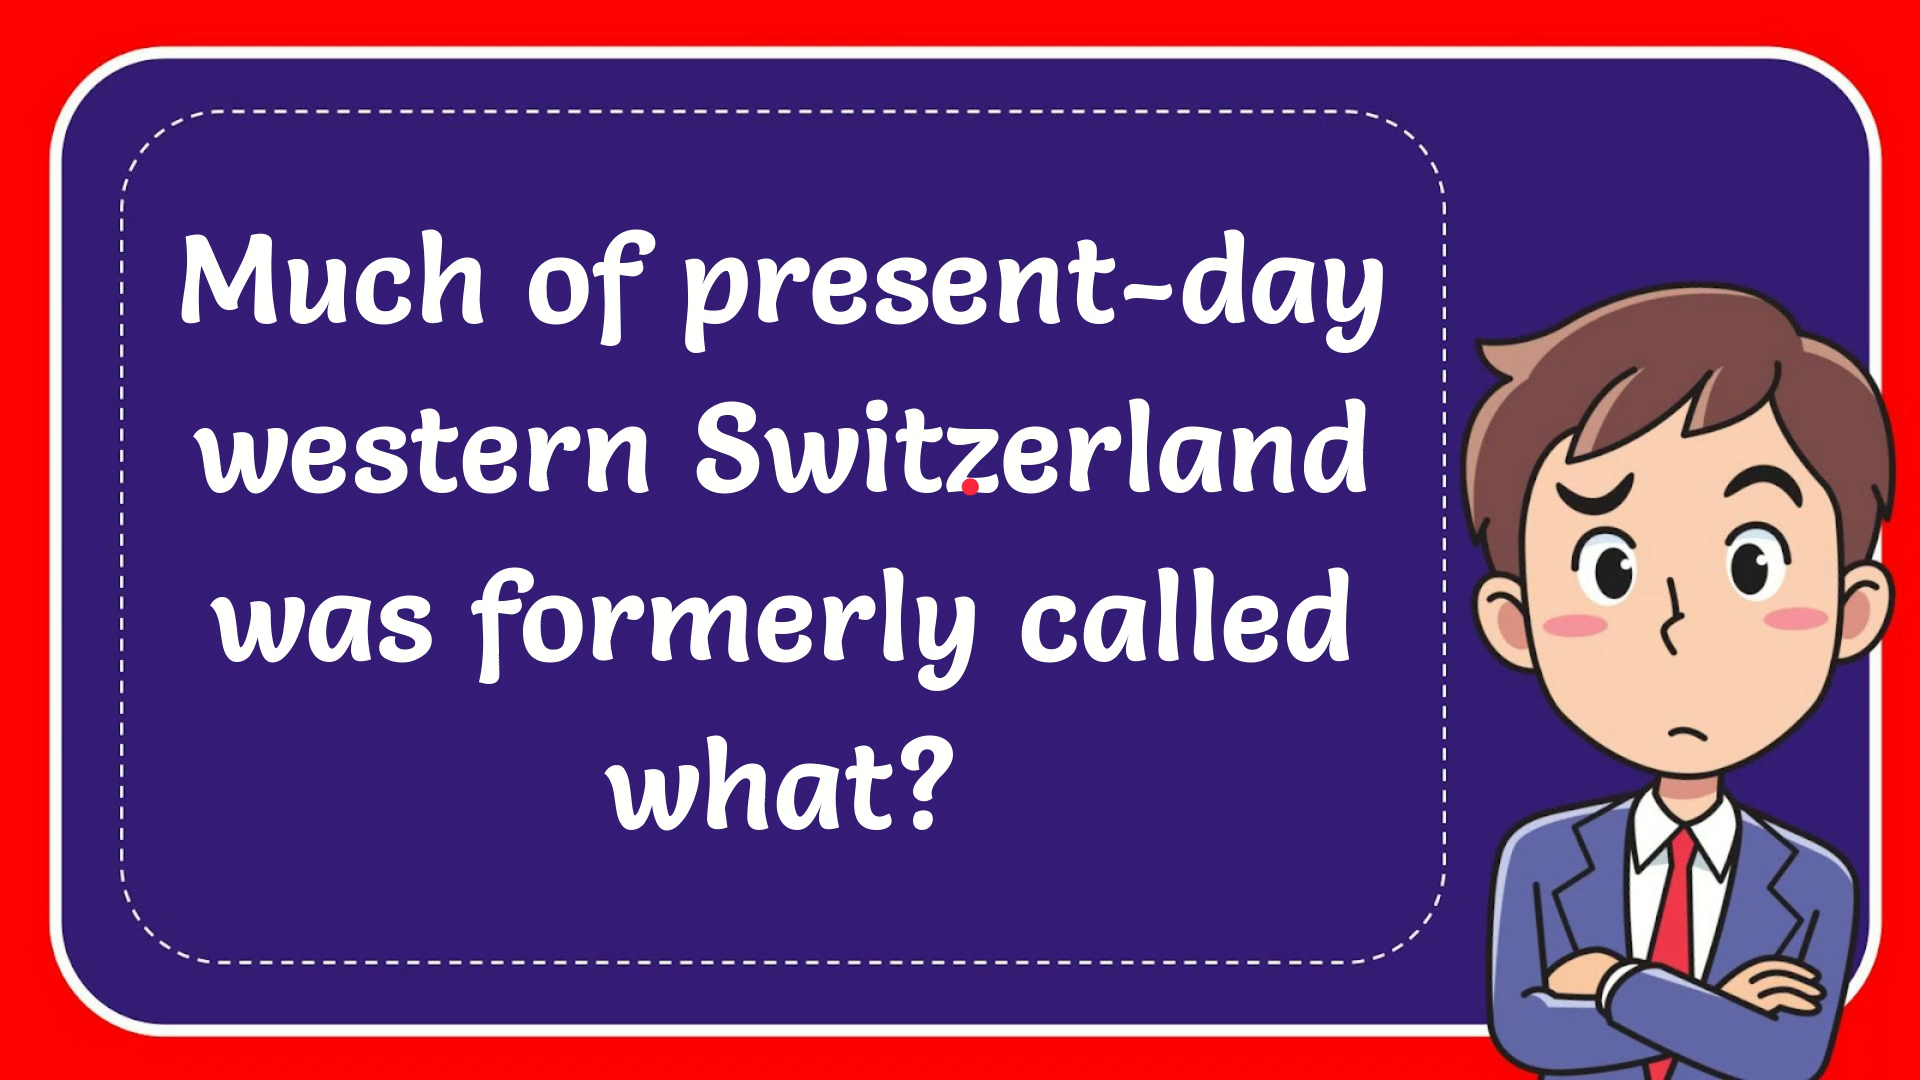 Much of present-day
western Switzerland
was formerly called
what?